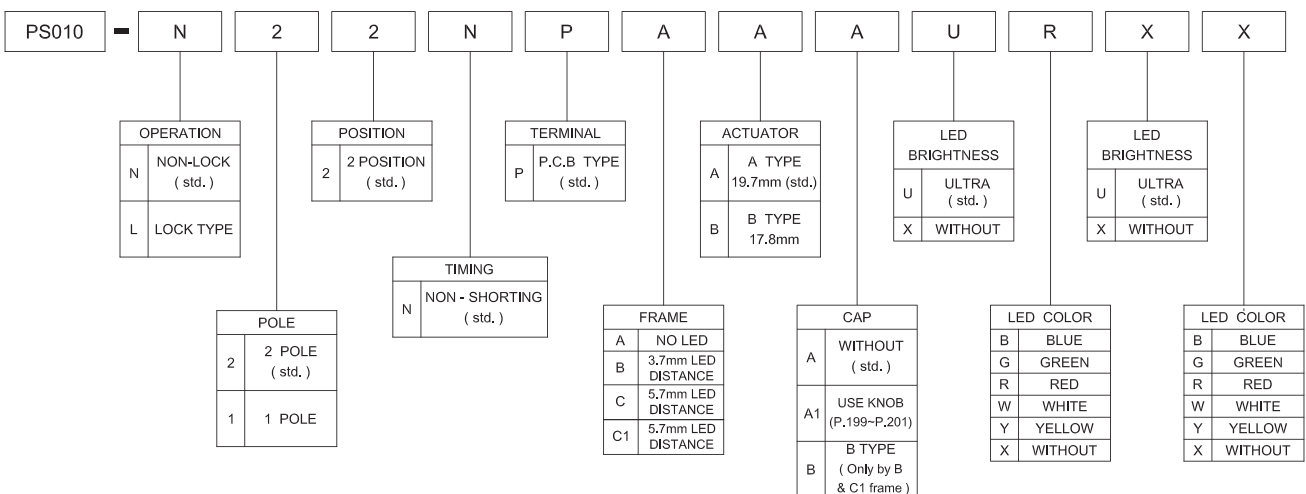 PS010 - N 2 2 N P A A A U R X X
OPERATION
N NON-LOCK
( std. )
L LOCK TYPE
POSITION
2 2 POSITION
( std. )
TERMINAL
P P.C.B TYPE
( std. )
ACTUATOR
A A TYPE
19.7mm (std.)
B B TYPE
17.8mm
LED
BRIGHTNESS
U ULTRA
( std. )
X WITHOUT
LED
BRIGHTNESS
U ULTRA
( std. )
X WITHOUT
TIMING
N NON - SHORTING
( std. )
POLE
2 2 POLE
( std. )
1 1 POLE
FRAME
A NO LED
B 3.7mm LED
DISTANCE
C 5.7mm LED
DISTANCE
C1 5.7mm LED
DISTANCE
CAP
A WITHOUT
( std. )
A1 USE KNOB
(P.199~P.201)
B B TYPE
( Only by B
& C1 frame )
LED COLOR
B BLUE
G GREEN
R RED
W WHITE
Y YELLOW
X WITHOUT
LED COLOR
B BLUE
G GREEN
R RED
W WHITE
Y YELLOW
X WITHOUT